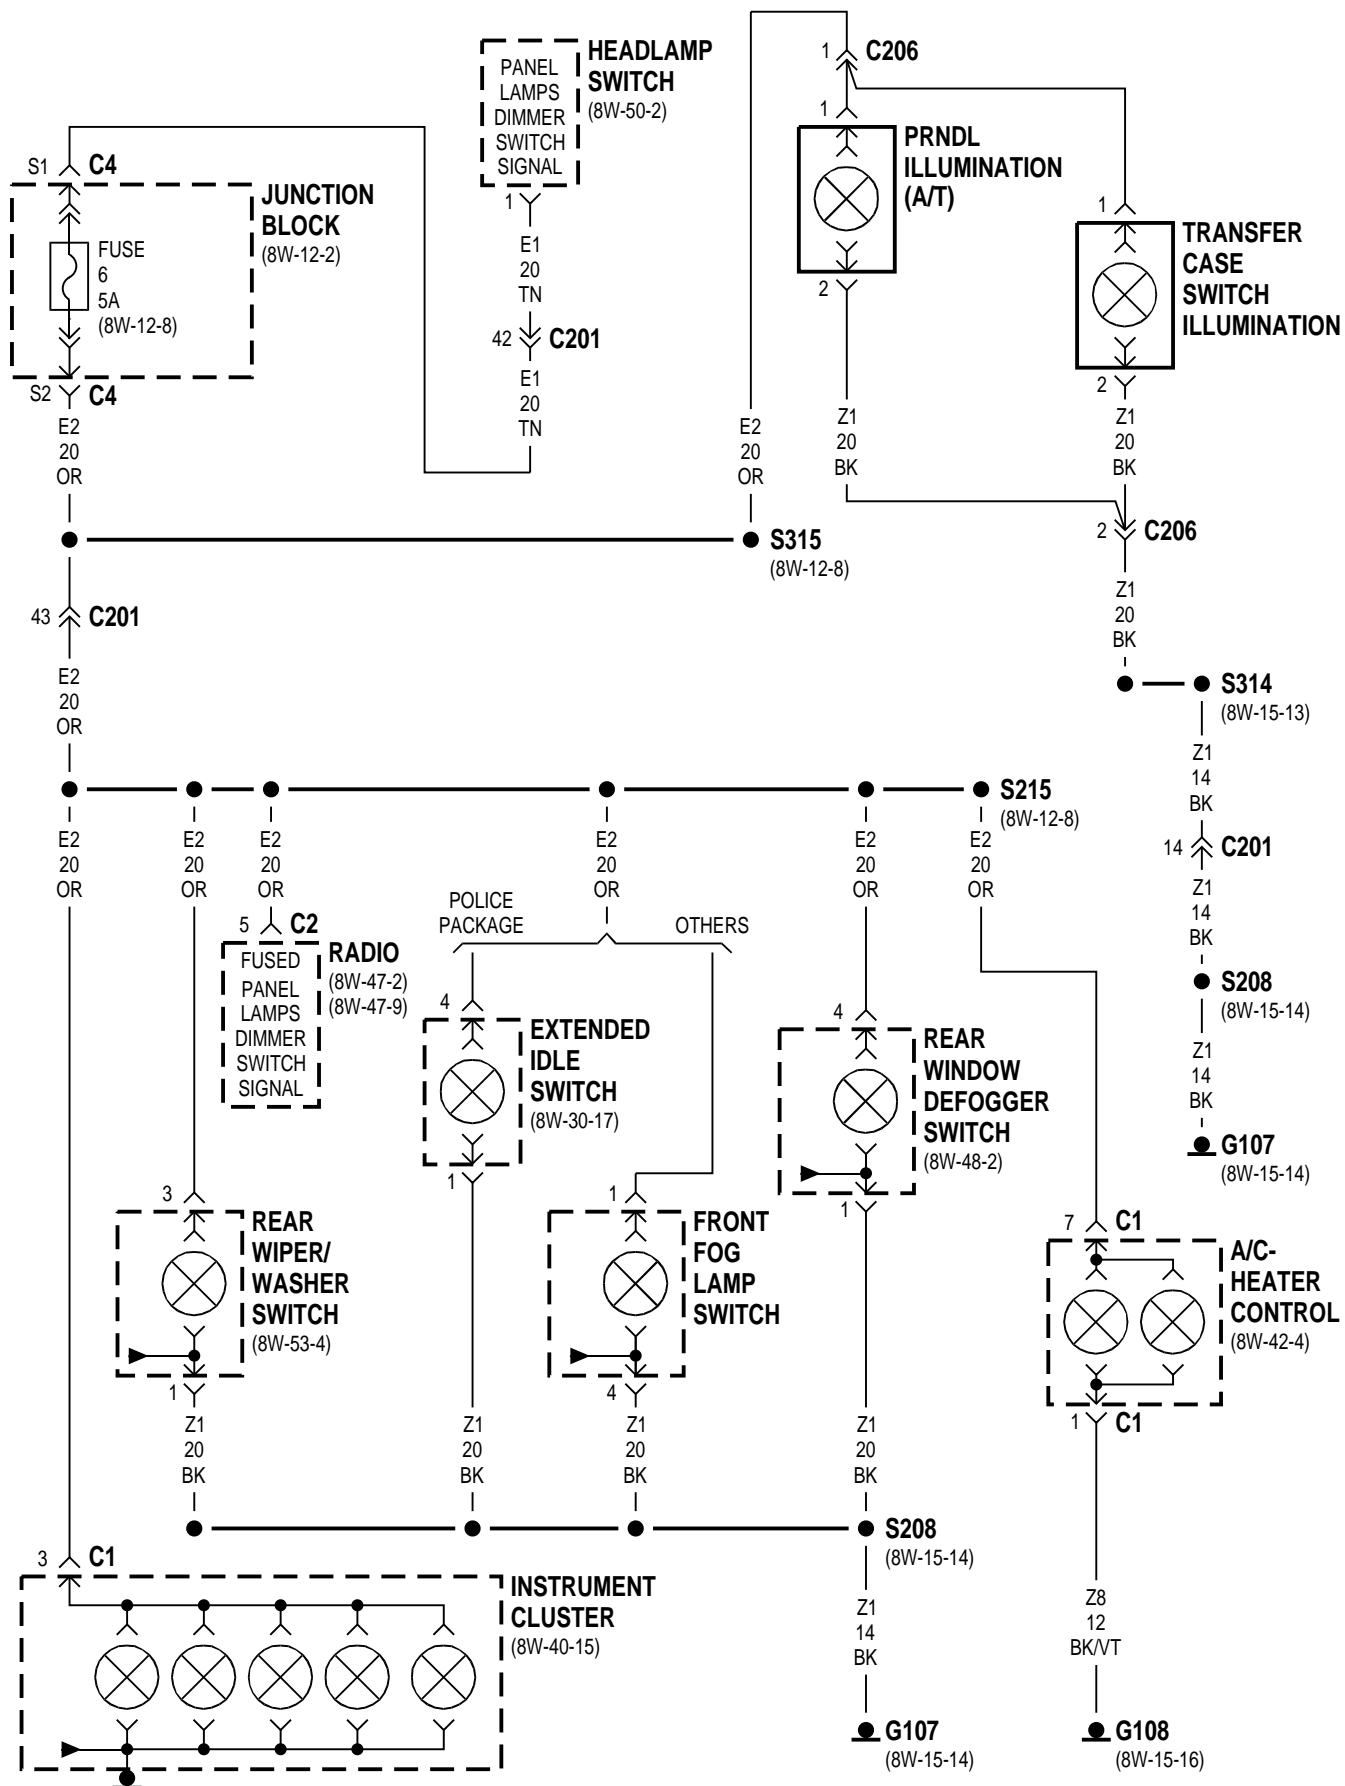 HEADLAMP
SWITCH
(8W-50-2)
PANEL
LAMPS
DIMMER
SWITCH
SIGNAL
1
E1
20
TN
42
C201
E1
20
TN
S1
C4
JUNCTION
BLOCK
(8W-12-2)
FUSE
6
5A
(8W-12-8)
S2
C4
E2
20
OR
1
C206
1
PRNDL
ILLUMINATION
(A/T)
2
1
TRANSFER
CASE
SWITCH
ILLUMINATION
2
E2
20
OR
Z1
20
BK
Z1
20
BK
S315
(8W-12-8)
2
C206
Z1
20
BK
S314
(8W-15-13)
Z1
14
BK
14
C201
Z1
14
BK
S208
(8W-15-14)
Z1
14
BK
G107
(8W-15-14)
43
C201
E2
20
OR
S215
(8W-12-8)
E2
20
OR
E2
20
OR
E2
20
OR
E2
20
OR
E2
20
OR
E2
20
OR
5
C2
RADIO
(8W-47-2)
(8W-47-9)
FUSED
PANEL
LAMPS
DIMMER
SWITCH
SIGNAL
POLICE
PACKAGE
OTHERS
4
EXTENDED
IDLE
SWITCH
(8W-30-17)
1
4
REAR
WINDOW
DEFOGGER
SWITCH
(8W-48-2)
1
3
REAR
WIPER/
WASHER
SWITCH
(8W-53-4)
1
1
FRONT
FOG
LAMP
SWITCH
4
7
C1
A/C-
HEATER
CONTROL
(8W-42-4)
1
C1
Z1
20
BK
Z1
20
BK
Z1
20
BK
Z1
20
BK
S208
(8W-15-14)
3
C1
INSTRUMENT
CLUSTER
(8W-40-15)
Z1
14
BK
G107
(8W-15-14)
Z8
12
BK/VT
G108
(8W-15-16)